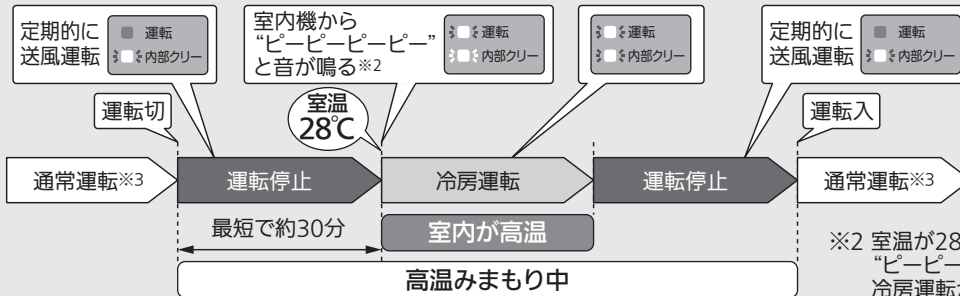 定期的に
送風運転
運転
内部クリーン
室内機から
“ピーピーピーピー”
と音が鳴る※2
運転
内部クリーン
運転
内部クリーン
定期的に
送風運転
運転
内部クリーン
運転切
室温
28℃
運転入
通常運転※3
運転停止
冷房運転
運転停止
通常運転※3
最短で約30分
室内が高温
高温みまもり中
※2 室温が28
“ピーピー
冷房運転